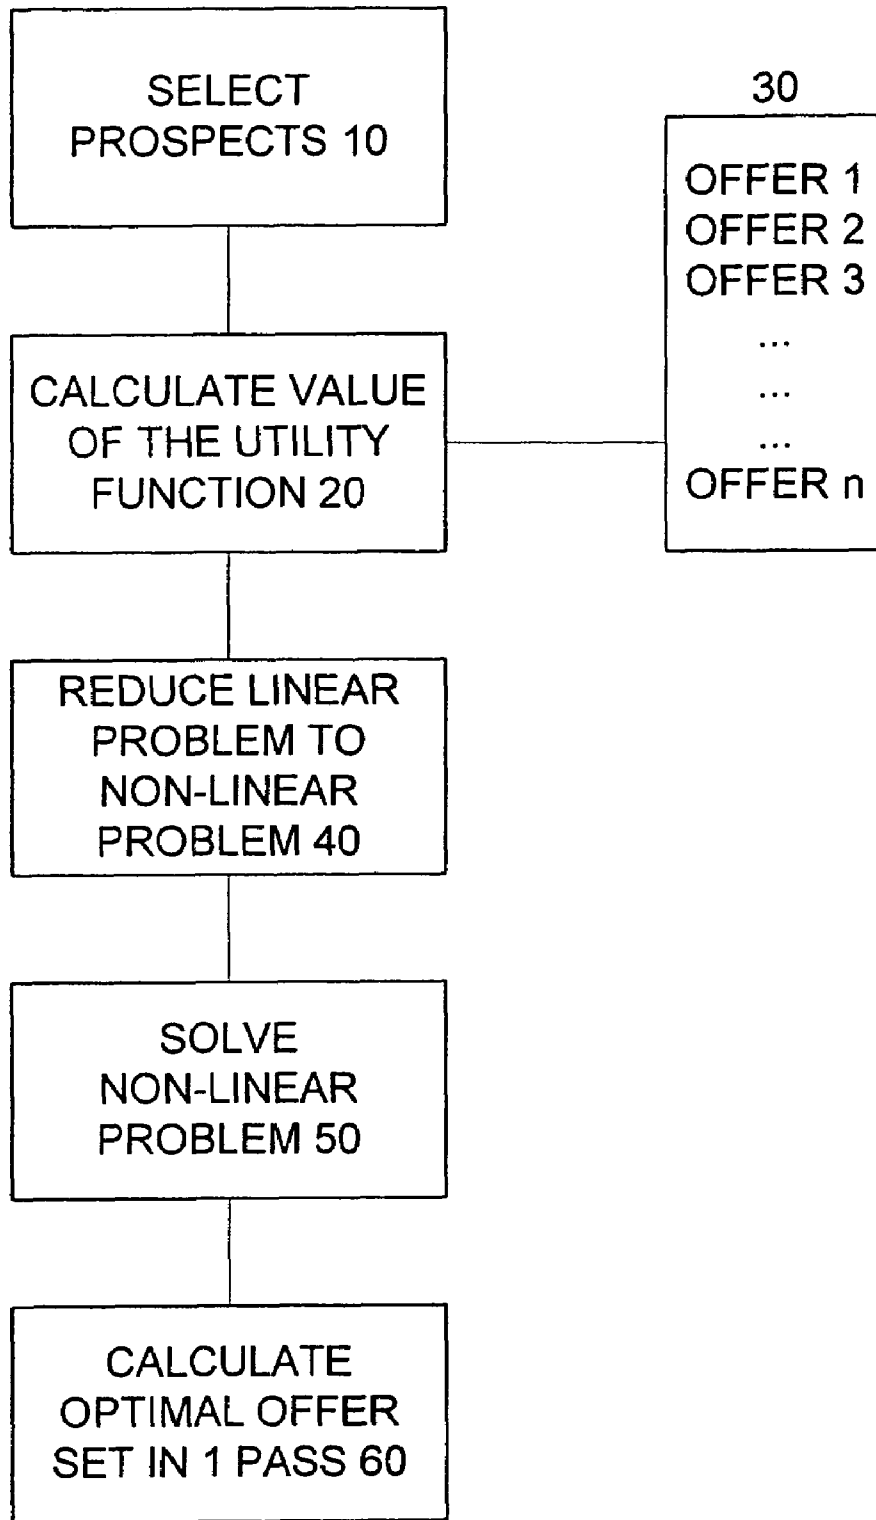 SELECT
PROSPECTS 10
30
OFFER 1
OFFER 2
OFFER 3
...
...
...
OFFER n
CALCULATE VALUE
OF THE UTILITY
FUNCTION 20
REDUCE LINEAR
PROBLEM TO
NON-LINEAR
PROBLEM 40
SOLVE
NON-LINEAR
PROBLEM 50
CALCULATE
OPTIMAL OFFER
SET IN 1 PASS 60